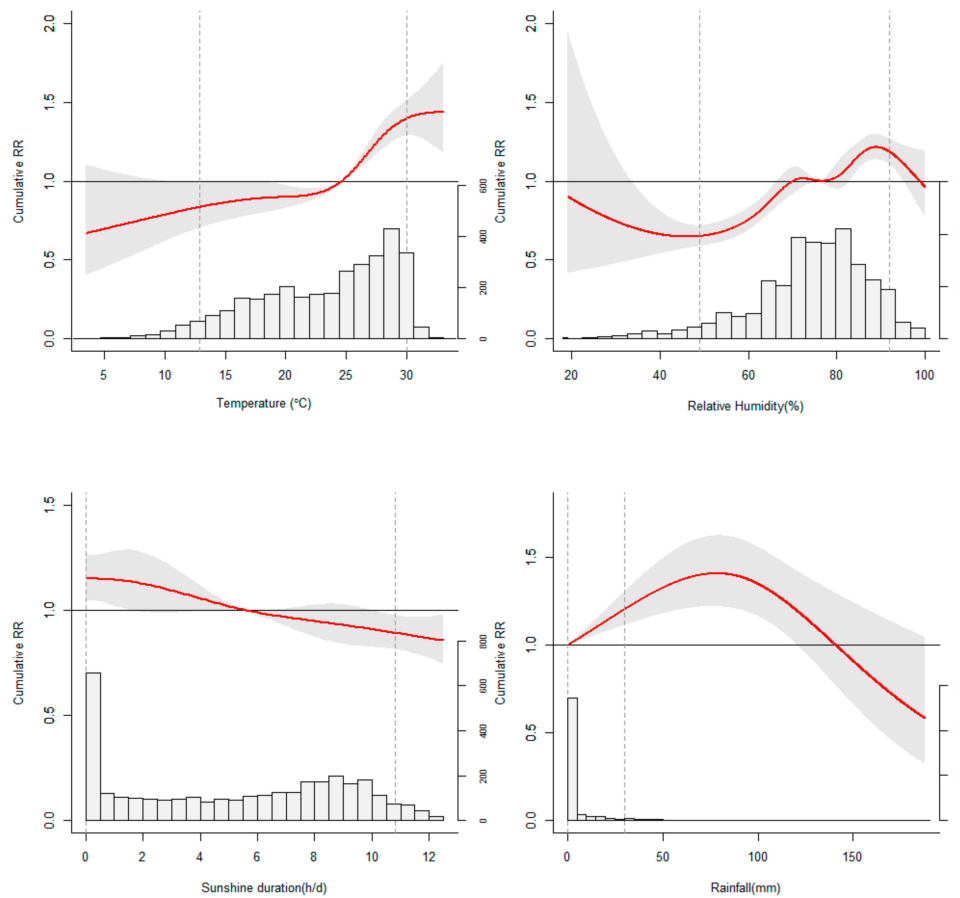 2.0
1.5
1.0
0.5
0.0
Cumulative RR
600
400
200
0
5 10 15 20 25 30
Temperature (°C)
2.0
1.5
1.0
0.5
0.0
Cumulative RR
20 40 60 80 100
Relative Humidity(%)
1.5
1.0
0.5
0.0
Cumulative RR
800
600
400
200
0
0 2 4 6 8 10 12
Sunshine duration(h/d)
1.5
1.0
0.5
0.0
Cumulative RR
0 50 100 150
Rainfall(mm)